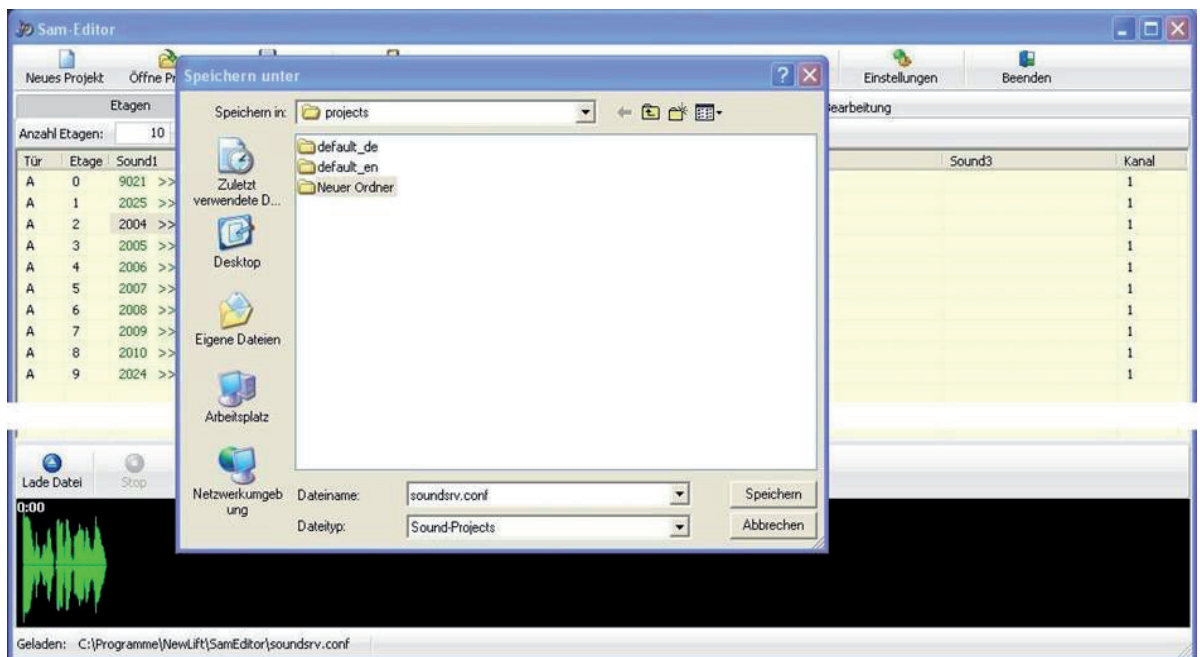 Sam-Editor
Neues Projekt Öffne Pr Einstellungen Beenden
Etagen earbeitung
Anzahl Etagen: 10
Tür Etage Sound1 Sound3 Kanal
A 0 9021 >> 1
A 1 2025 >> 1
A 2 2004 >> 1
A 3 2005 >> 1
A 4 2006 >> 1
A 5 2007 >> 1
A 6 2008 >> 1
A 7 2009 >> 1
A 8 2010 >> 1
A 9 2024 >> 1
Speichern unter
Speichern in: projects
Zuletzt
verwendete D...
Desktop
Eigene Dateien
Arbeitsplatz
Netzwerkumgeb
ung
default_de
default_en
Neuer Ordner
Dateiname: soundsrv.conf Speichern
Dateityp: Sound-Projects Abbrechen
Lade Datei Stop
0:00
Geladen: C:\Programme\NewLift\SamEditor\soundsrv.conf